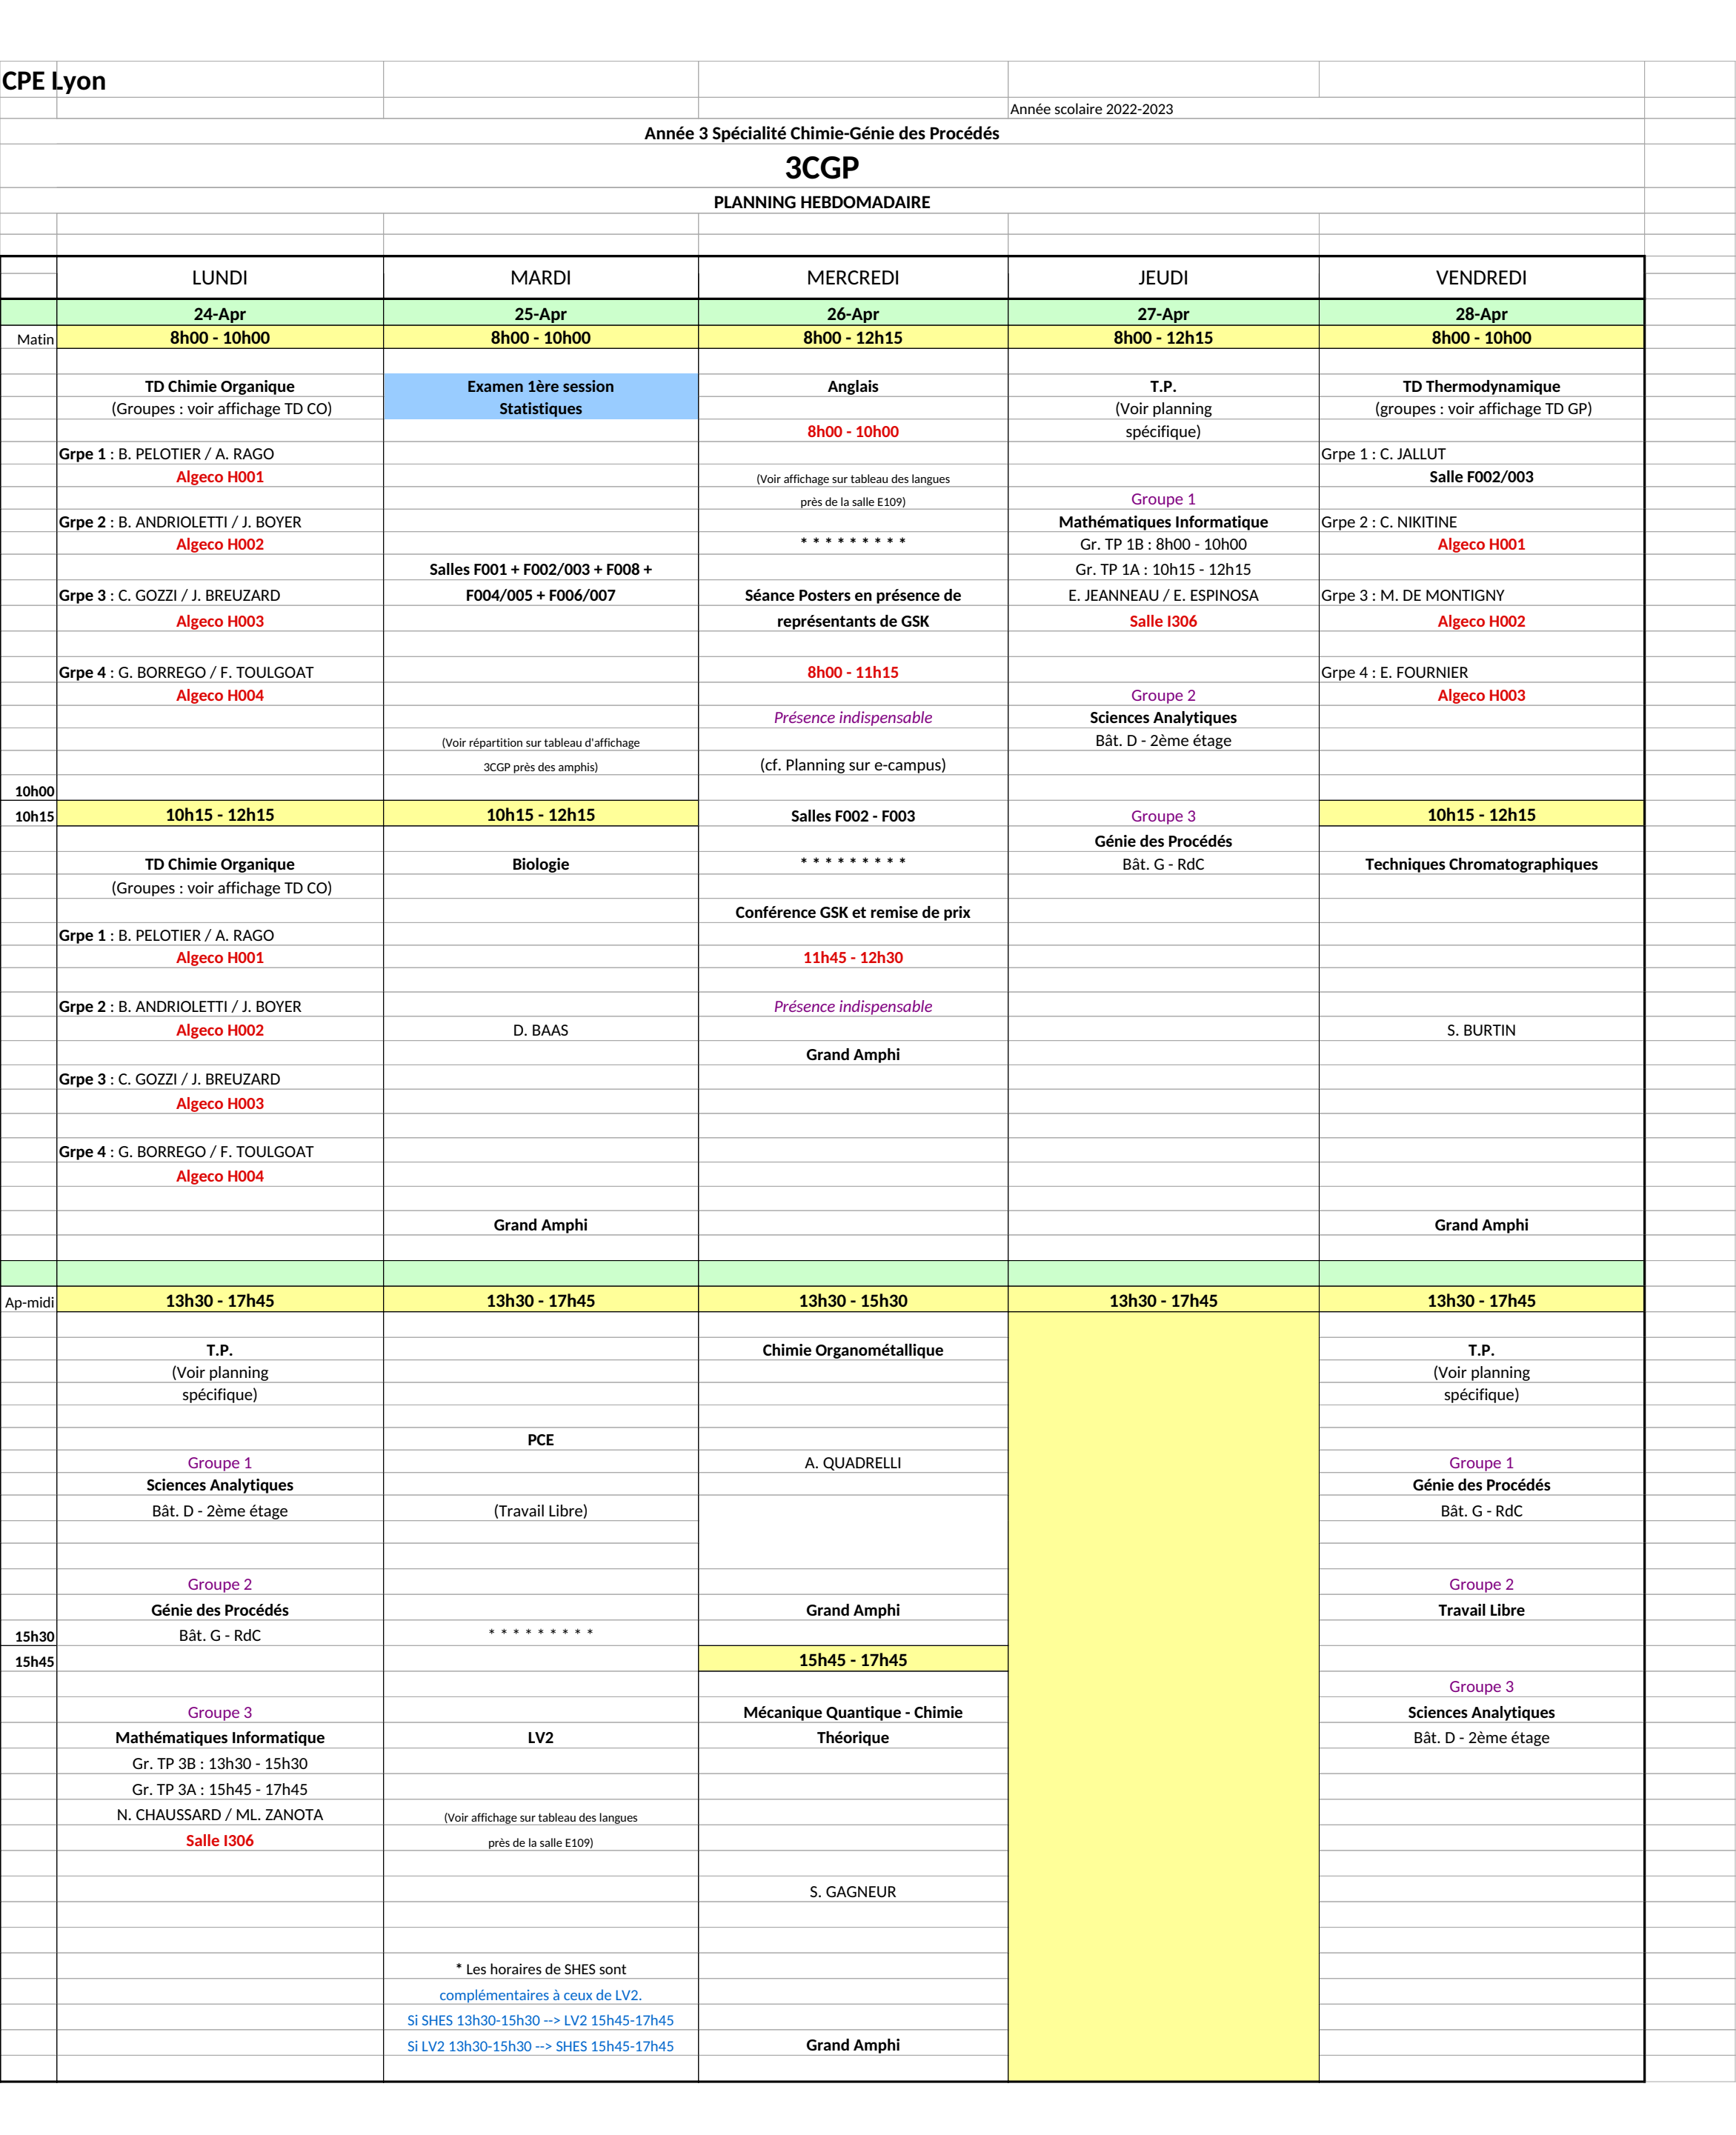 CPE Lyon
Année scolaire 2022-2023
Année 3 Spécialité Chimie-Génie des Procédés
3CGP
PLANNING HEBDOMADAIRE
LUNDI MARDI MERCREDI JEUDI VENDREDI
24-Apr 25-Apr 26-Apr 27-Apr 28-Apr
Matin 8h00 - 10h00 8h00 - 10h00 8h00 - 12h15 8h00 - 12h15 8h00 - 10h00
TD Chimie Organique Examen 1ère session Anglais T.P. TD Thermodynamique
(Groupes : voir affichage TD CO) Statistiques (Voir planning (groupes : voir affichage TD GP)
8h00 - 10h00 spécifique)
Grpe 1 : B. PELOTIER / A. RAGO Grpe 1 : C. JALLUT
Algeco H001 (Voir affichage sur tableau des langues Salle F002/003
près de la salle E109) Groupe 1
Grpe 2 : B. ANDRIOLETTI / J. BOYER Mathématiques Informatique Grpe 2 : C. NIKITINE
Algeco H002 * * * * * * * * * Gr. TP 1B : 8h00 - 10h00 Algeco H001
Salles F001 + F002/003 + F008 + Gr. TP 1A : 10h15 - 12h15
Grpe 3 : C. GOZZI / J. BREUZARD F004/005 + F006/007 Séance Posters en présence de E. JEANNEAU / E. ESPINOSA Grpe 3 : M. DE MONTIGNY
Algeco H003 représentants de GSK Salle I306 Algeco H002
Grpe 4 : G. BORREGO / F. TOULGOAT 8h00 - 11h15 Grpe 4 : E. FOURNIER
Algeco H004 Groupe 2 Algeco H003
Présence indispensable Sciences Analytiques
(Voir répartition sur tableau d'affichage Bât. D - 2ème étage
3CGP près des amphis) (cf. Planning sur e-campus)
10h00
10h15 10h15 - 12h15 10h15 - 12h15 Salles F002 - F003 Groupe 3 10h15 - 12h15
Génie des Procédés
TD Chimie Organique Biologie * * * * * * * * * Bât. G - RdC Techniques Chromatographiques
(Groupes : voir affichage TD CO)
Conférence GSK et remise de prix
Grpe 1 : B. PELOTIER / A. RAGO
Algeco H001 11h45 - 12h30
Grpe 2 : B. ANDRIOLETTI / J. BOYER Présence indispensable
Algeco H002 D. BAAS S. BURTIN
Grand Amphi
Grpe 3 : C. GOZZI / J. BREUZARD
Algeco H003
Grpe 4 : G. BORREGO / F. TOULGOAT
Algeco H004
Grand Amphi Grand Amphi
Ap-midi 13h30 - 17h45 13h30 - 17h45 13h30 - 15h30 13h30 - 17h45 13h30 - 17h45
T.P. Chimie Organométallique T.P.
(Voir planning (Voir planning
spécifique) spécifique)
PCE
Groupe 1 A. QUADRELLI Groupe 1
Sciences Analytiques Génie des Procédés
Bât. D - 2ème étage (Travail Libre) Bât. G - RdC
Groupe 2 Groupe 2
Génie des Procédés Grand Amphi Travail Libre
15h30 Bât. G - RdC * * * * * * * * *
15h45 15h45 - 17h45
Groupe 3
Groupe 3 Mécanique Quantique - Chimie Sciences Analytiques
Mathématiques Informatique LV2 Théorique Bât. D - 2ème étage
Gr. TP 3B : 13h30 - 15h30
Gr. TP 3A : 15h45 - 17h45
N. CHAUSSARD / ML. ZANOTA (Voir affichage sur tableau des langues
Salle I306 près de la salle E109)
S. GAGNEUR
* Les horaires de SHES sont
complémentaires à ceux de LV2.
Si SHES 13h30-15h30 --> LV2 15h45-17h45
Si LV2 13h30-15h30 --> SHES 15h45-17h45 Grand Amphi